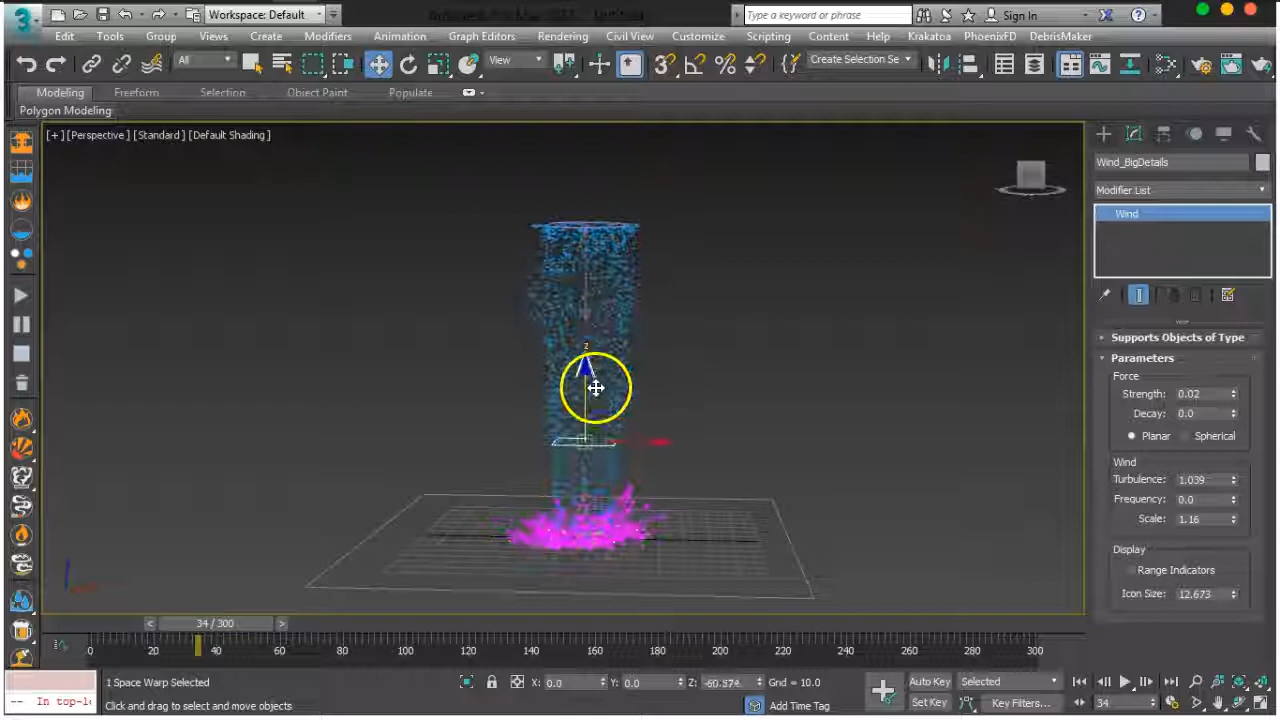 3
Workspace: Default
Type a keyword or phrase
Sign In
Edit Tools Group Views Create Modifiers Animation Graph Editors Rendering Civil View Customize Scripting Content Help Krakatoa PhoenixFD DebrisMaker
All View Create Selection Se
Modeling Freeform Selection Object Paint Populate
Polygon Modeling
[+] [Perspective] [Standard] [Default Shading]
Wind_BigDetails
Modifier List
Wind
Supports Objects of Type
Parameters
Force
Strength: 0.02
Decay: 0.0
Planar Spherical
Wind
Turbulence: 1.039
Frequency: 0.0
Scale: 1.16
Display
Range Indicators
Icon Size: 12.673
z
< 34 / 300 >
0 20 40 60 80 100 120 140 160 180 200 220 240 260 280 300
1 Space Warp Selected
X: 0.0 Y: 0.0 Z: Grid = 10.0
Auto Key Selected
-- In top-l
Click and drag to select and move objects
Add Time Tag
Set Key Key Filters... 34